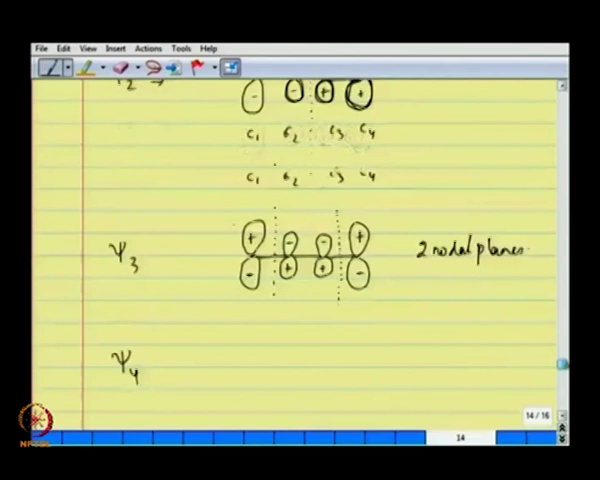 File Edit View Insert Actions Tools Help
- - + +
C1 C2 C3 C4
C1 C2 C3 C4
+ - - +
Ψ3 2 nodal planes
- + + -
Ψ4
14 / 16
NPTEL
14